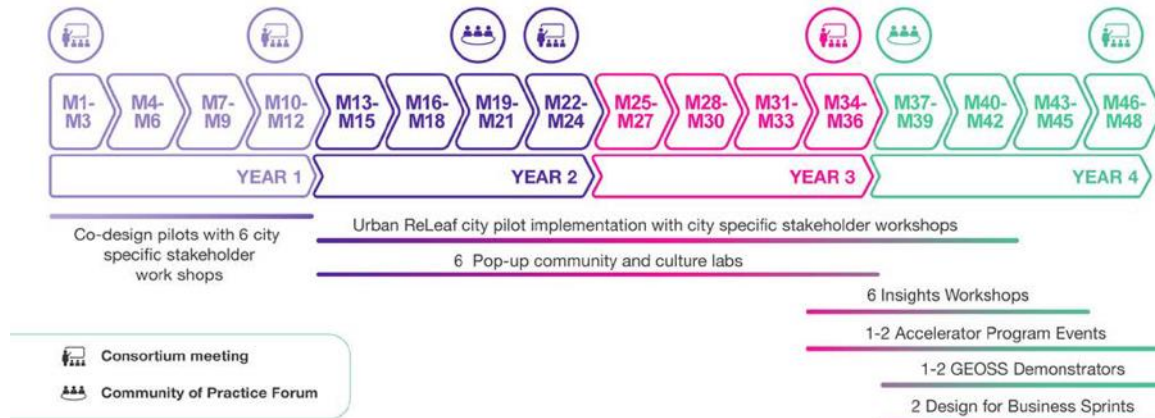 M1-
M3
M4-
M6
M7-
M9
M10-
M12
M13-
M15
M16-
M18
M19-
M21
M22-
M24
M25-
M27
M28-
M30
M31-
M33
M34-
M36
M37-
M39
M40-
M42
M43-
M45
M46-
M48
YEAR 1
YEAR 2
YEAR 3
YEAR 4
Co-design pilots with 6 city
specific stakeholder
work shops
Urban ReLeaf city pilot implementation with city specific stakeholder workshops
6 Pop-up community and culture labs
6 Insights Workshops
1-2 Accelerator Program Events
1-2 GEOSS Demonstrators
2 Design for Business Sprints
Consortium meeting
Community of Practice Forum